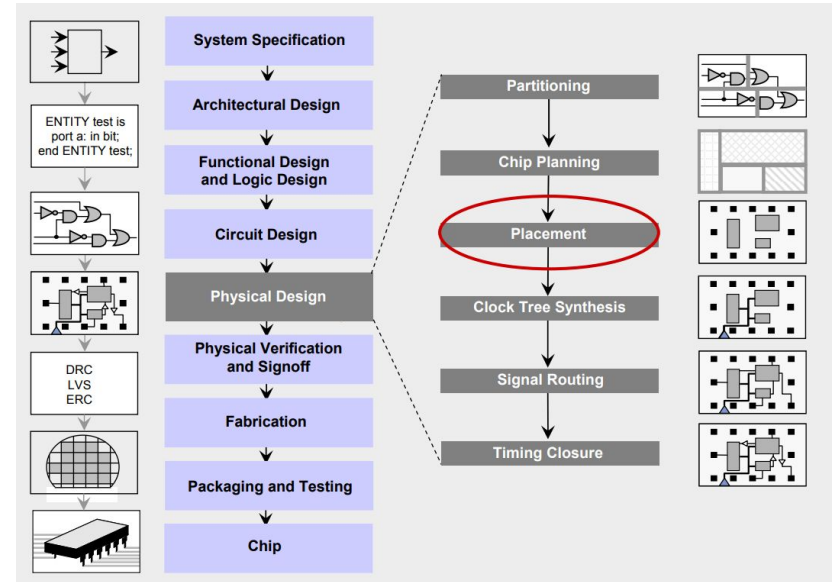 System Specification
Architectural Design
ENTITY test is
port a: in bit;
end ENTITY test;
Functional Design
and Logic Design
Circuit Design
Physical Design
DRC
LVS
ERC
Physical Verification
and Signoff
Fabrication
Packaging and Testing
Chip
Partitioning
Chip Planning
Placement
Clock Tree Synthesis
Signal Routing
Timing Closure